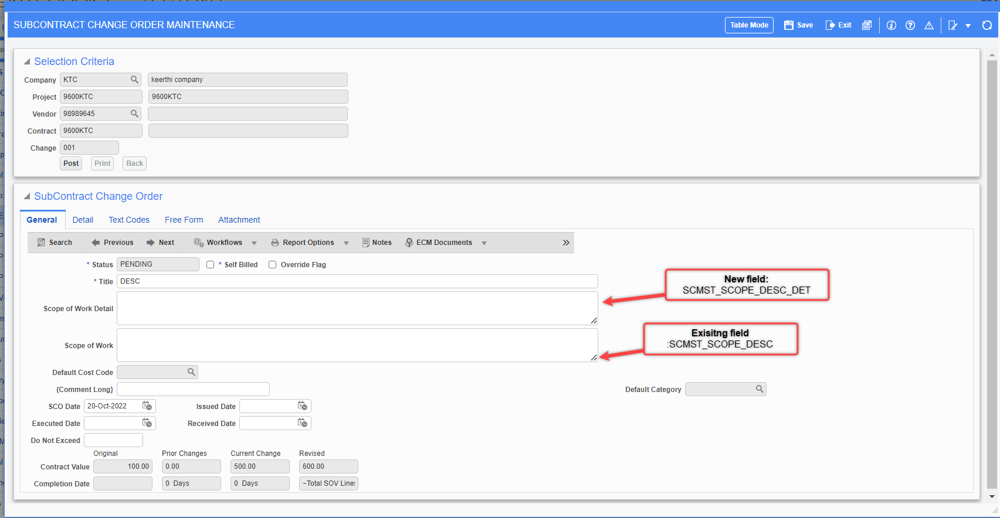 SUBCONTRACT CHANGE ORDER MAINTENANCE
Table Mode Save Exit
Selection Criteria
Company KTC keerthi company
Project 9600KTC 9600KTC
Vendor 98989645
Contract 9600KTC
Change 001
Post Print Back
SubContract Change Order
General Detail Text Codes Free Form Attachment
Search Previous Next Workflows Report Options Notes ECM Documents
* Status PENDING * Self Billed Override Flag
* Title DESC
New field:
SCMST_SCOPE_DESC_DET
Scope of Work Detail
Exisitng field
:SCMST_SCOPE_DESC
Scope of Work
Default Cost Code
{Comment Long} Default Category
SCO Date 20-Oct-2022 Issued Date
Executed Date Received Date
Do Not Exceed
Original Prior Changes Current Change Revised
Contract Value 100.00 0.00 500.00 600.00
Completion Date 0 Days 0 Days ~Total SOV Lines